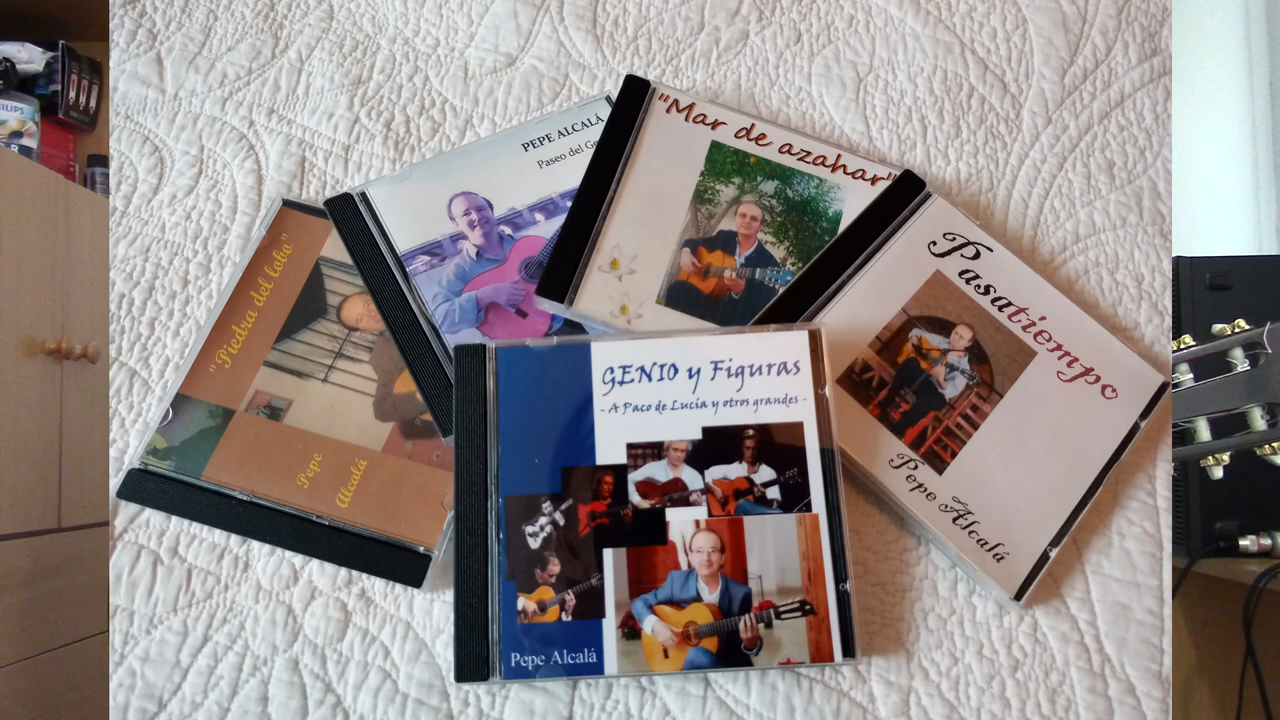 PHILIPS
"Piedra del lobo"
Pepe
Alcalá
PEPE ALCALÁ
Paseo del
"Mar de azahar"
Pasatiempo
Pepe Alcalá
GENIO y Figuras
- A Paco de Lucía y otros grandes -
Pepe Alcalá